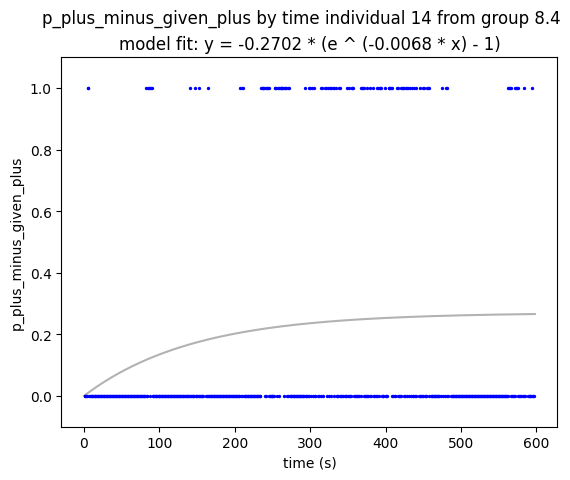 p_plus_minus_given_plus by time individual 14 from group 8.4
model fit: y = -0.2702 * (e ^ (-0.0068 * x) - 1)
1.0
0.8
0.6
0.4
0.2
0.0
p_plus_minus_given_plus
0 100 200 300 400 500 600
time (s)